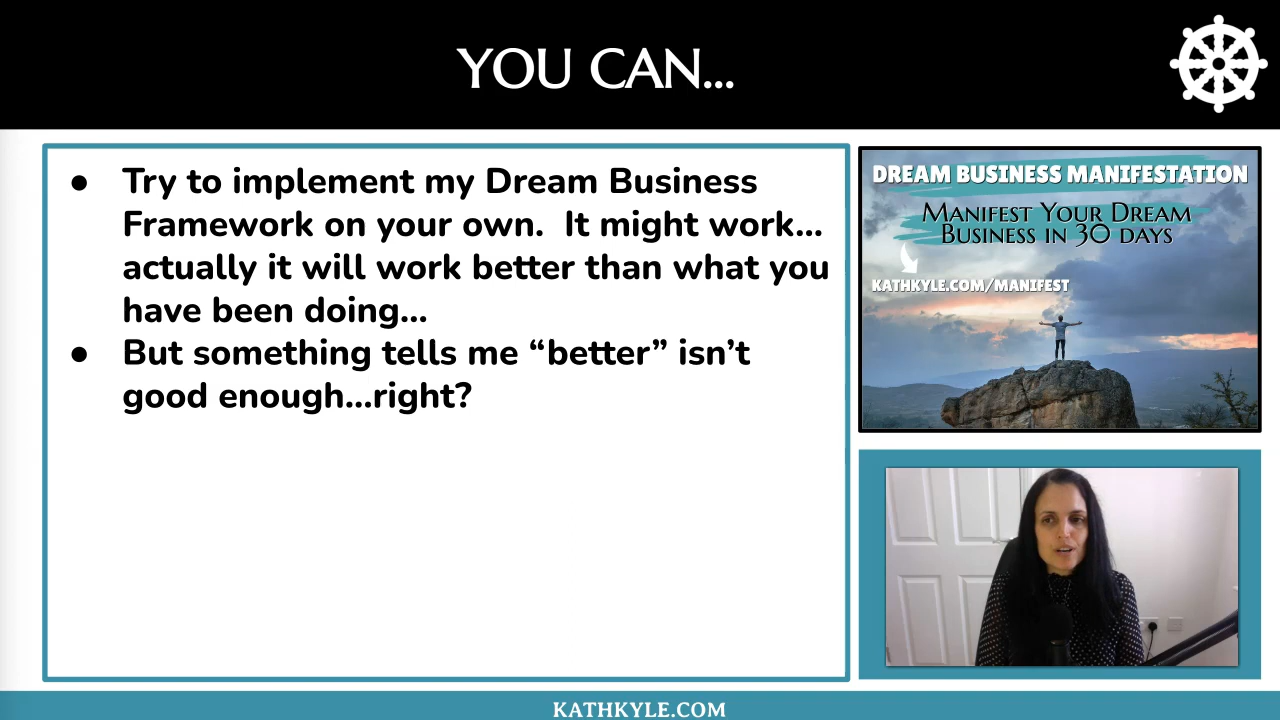 YOU CAN...
● Try to implement my Dream Business
Framework on your own.  It might work...
actually it will work better than what you
have been doing...
● But something tells me “better” isn’t
good enough...right?
DREAM BUSINESS MANIFESTATION
Manifest Your Dream
Business in 30 days
KATHKYLE.COM/MANIFEST
KATHKYLE.COM